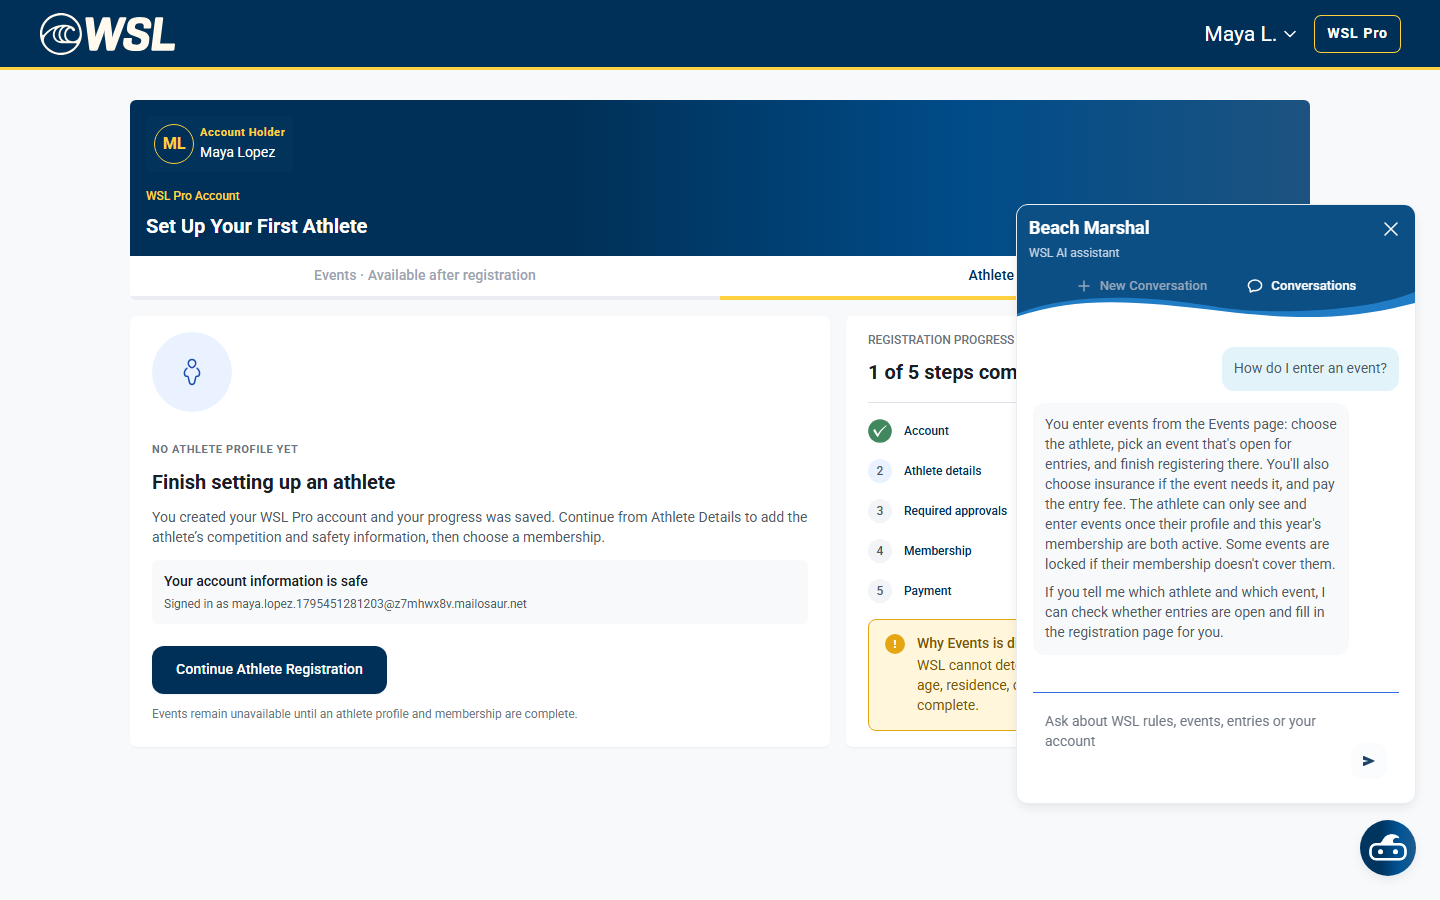 WSL
Maya L.
WSL Pro
ML
Account Holder
Maya Lopez
WSL Pro Account
Set Up Your First Athlete
Events · Available after registration
Athlete
NO ATHLETE PROFILE YET
Finish setting up an athlete
You created your WSL Pro account and your progress was saved. Continue from Athlete Details to add the
athlete's competition and safety information, then choose a membership.
Your account information is safe
Signed in as maya.lopez.1795451281203@z7mhwx8v.mailosaur.net
Continue Athlete Registration
Events remain unavailable until an athlete profile and membership are complete.
REGISTRATION PROGRESS
1 of 5 steps com
Account
2 Athlete details
3 Required approvals
4 Membership
5 Payment
Why Events is d
WSL cannot det
age, residence,
complete.
Beach Marshal
WSL AI assistant
New Conversation
Conversations
How do I enter an event?
You enter events from the Events page: choose
the athlete, pick an event that's open for
entries, and finish registering there. You'll also
choose insurance if the event needs it, and pay
the entry fee. The athlete can only see and
enter events once their profile and this year's
membership are both active. Some events are
locked if their membership doesn't cover them.
If you tell me which athlete and which event, I
can check whether entries are open and fill in
the registration page for you.
Ask about WSL rules, events, entries or your
account